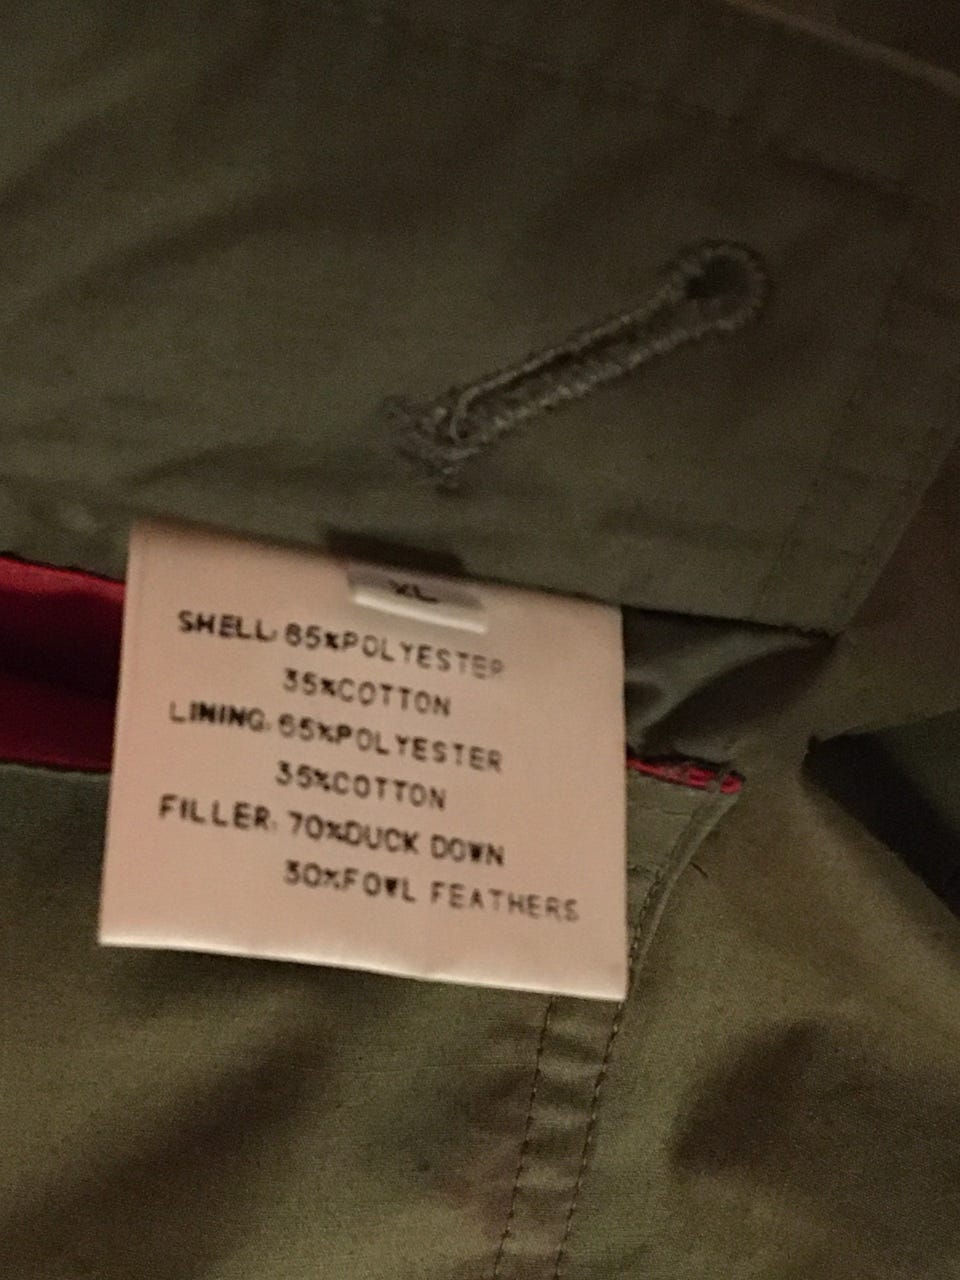 XL
SHELL: 65%POLYESTER
35%COTTON
LINING: 65%POLYESTER
35%COTTON
FILLER: 70%DUCK DOWN
30%FOWL FEATHERS